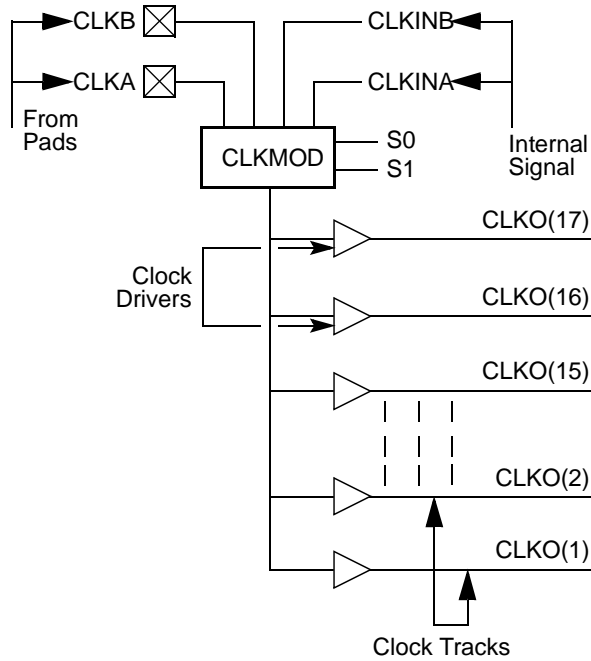 CLKB
CLKINB
CLKA
CLKINA
From
Pads
CLKMOD
S0
S1
Internal
Signal
CLKO(17)
Clock
Drivers
CLKO(16)
CLKO(15)
CLKO(2)
CLKO(1)
Clock Tracks